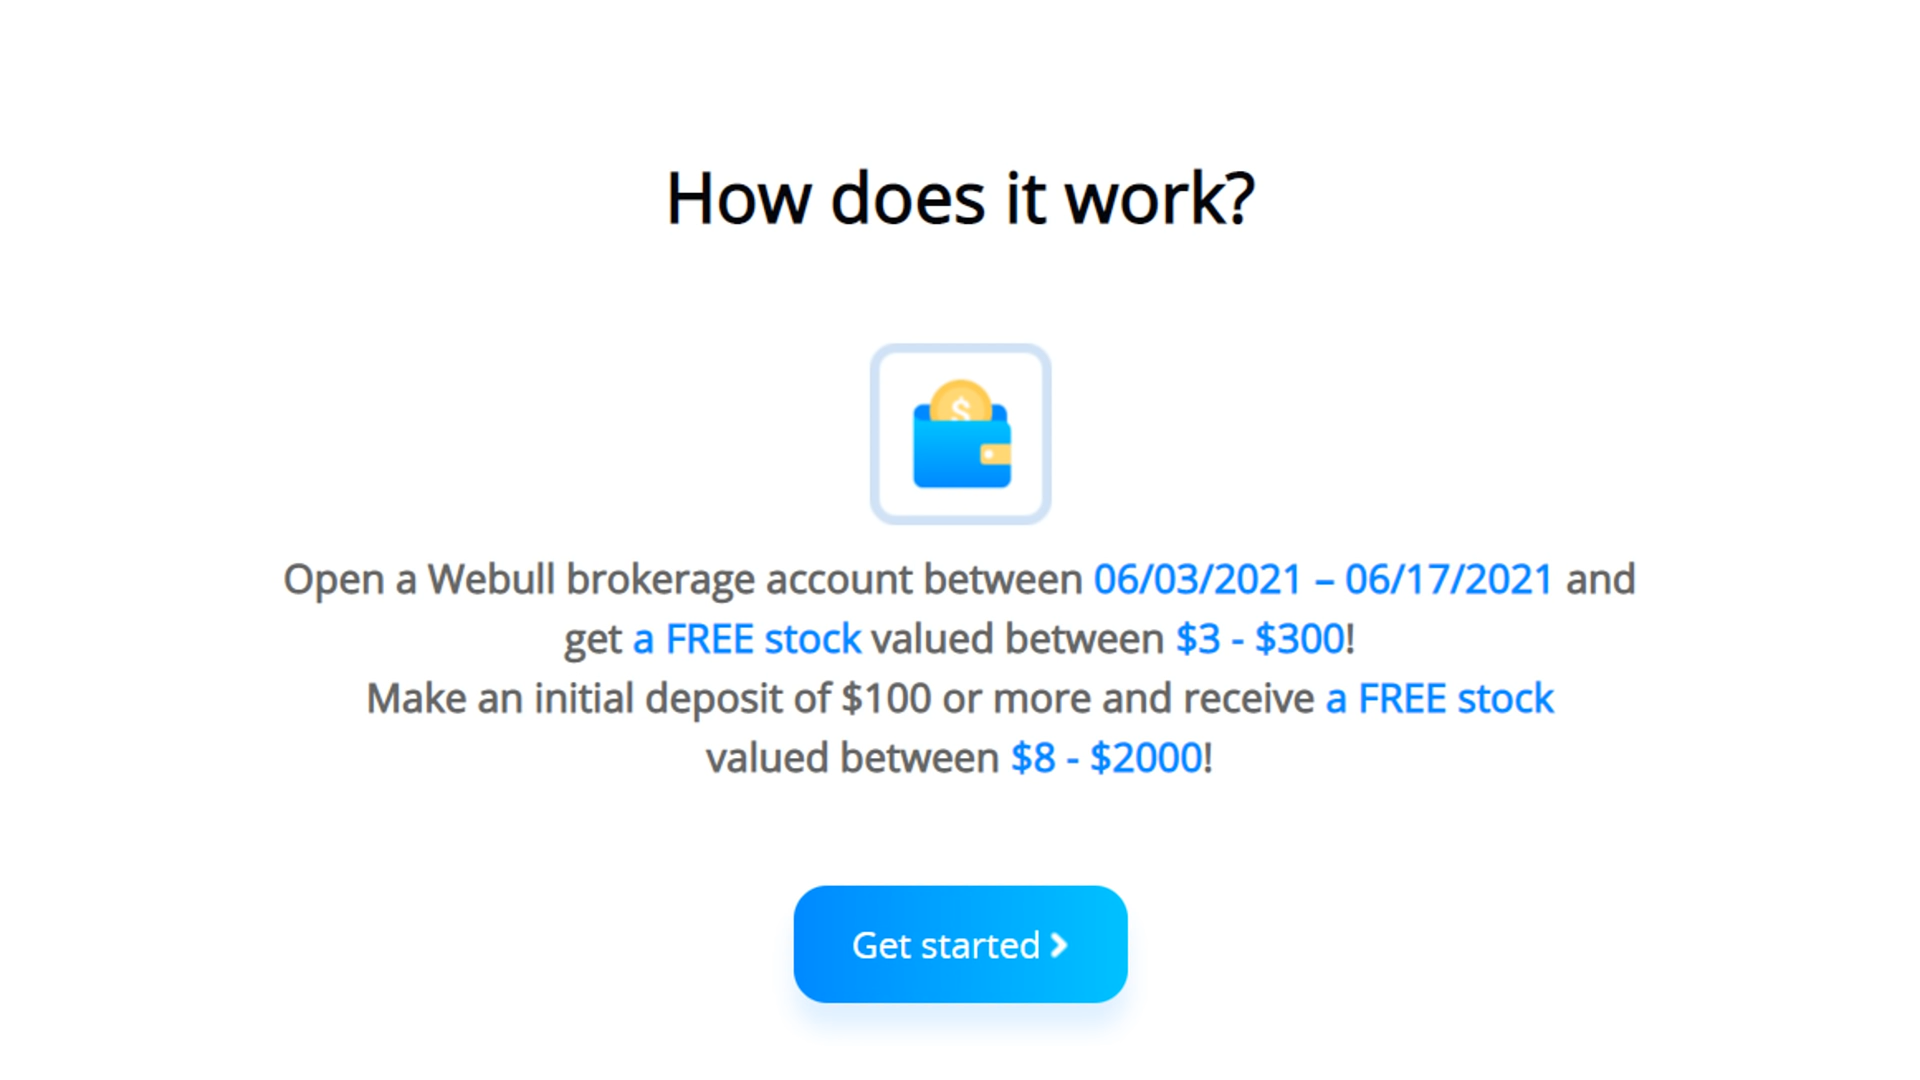 How does it work?
$
Open a Webull brokerage account between 06/03/2021 – 06/17/2021 and
get a FREE stock valued between $3 - $300!
Make an initial deposit of $100 or more and receive a FREE stock
valued between $8 - $2000!
Get started